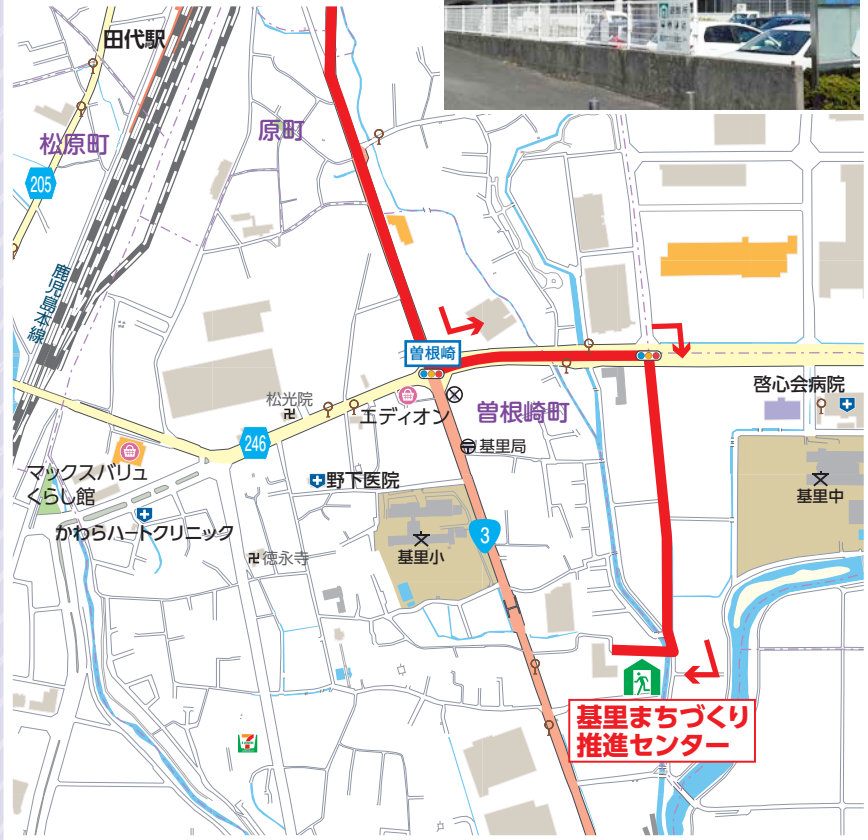 田代駅
松原町
原町
205
鹿児島本線
曽根崎
松光院
エディオン
曽根崎町
啓心会病院
246
基里局
マックスバリュ
くらし館
野下医院
基里中
かわらハートクリニック
3
徳永寺
基里小
基里まちづくり
推進センター
7